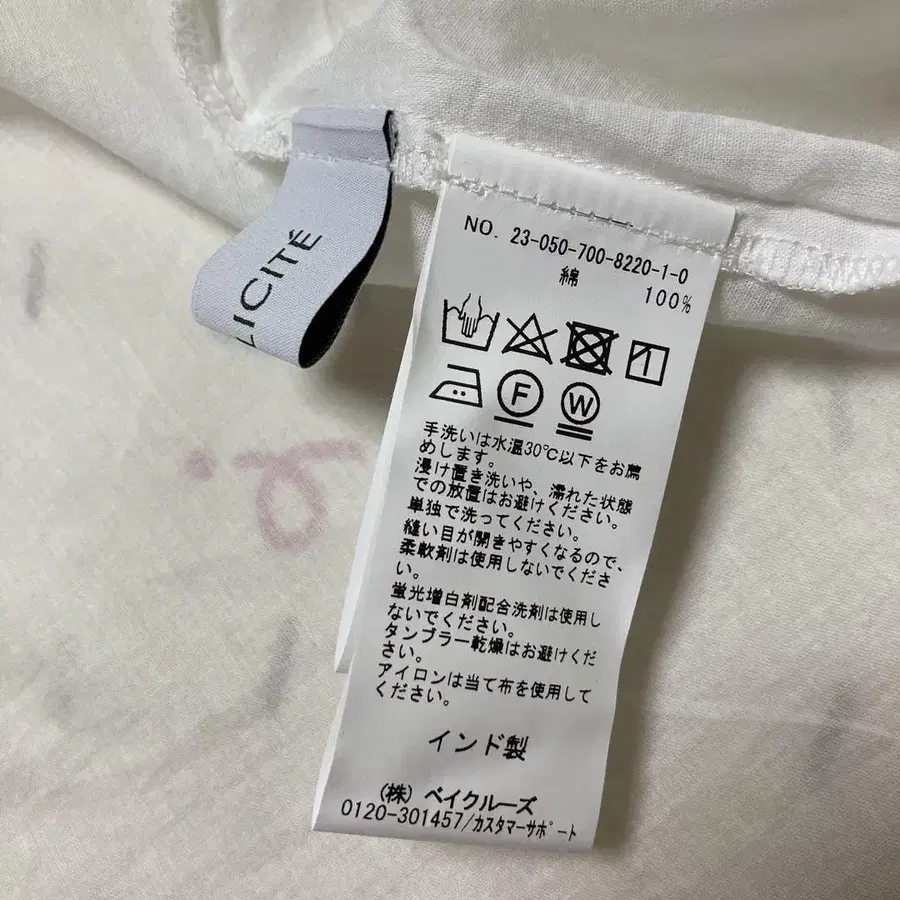 LICITÉ
NO. 23-050-700-8220-1-0
綿 100%
F W
手洗いは水温30℃以下をお薦
めします。
浸け置き洗いや、濡れた状態
での放置はお避けください。
単独で洗ってください。
縫い目が開きやすくなるので、
柔軟剤は使用しないでくださ
い。
蛍光増白剤配合洗剤は使用し
ないでください。
タンブラー乾燥はお避けくだ
さい。
アイロンは当て布を使用して
ください。
インド製
(株) ベイクルーズ
0120-301457/カスタマーサポート